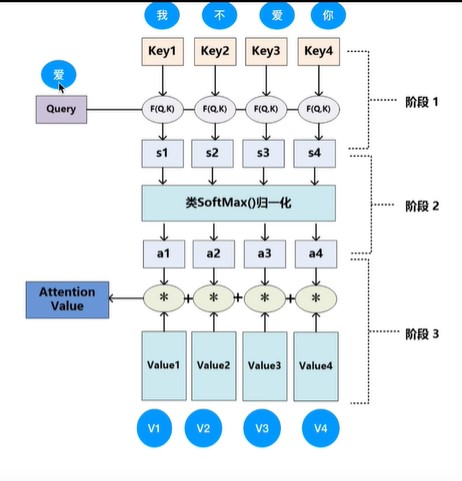 我 不 爱 你
Key1 Key2 Key3 Key4
爱
Query F(Q,K) F(Q,K) F(Q,K) F(Q,K)
阶段 1
s1 s2 s3 s4
类SoftMax()归一化
阶段 2
a1 a2 a3 a4
Attention
Value
* + * + * + *
阶段 3
Value1 Value2 Value3 Value4
V1 V2 V3 V4